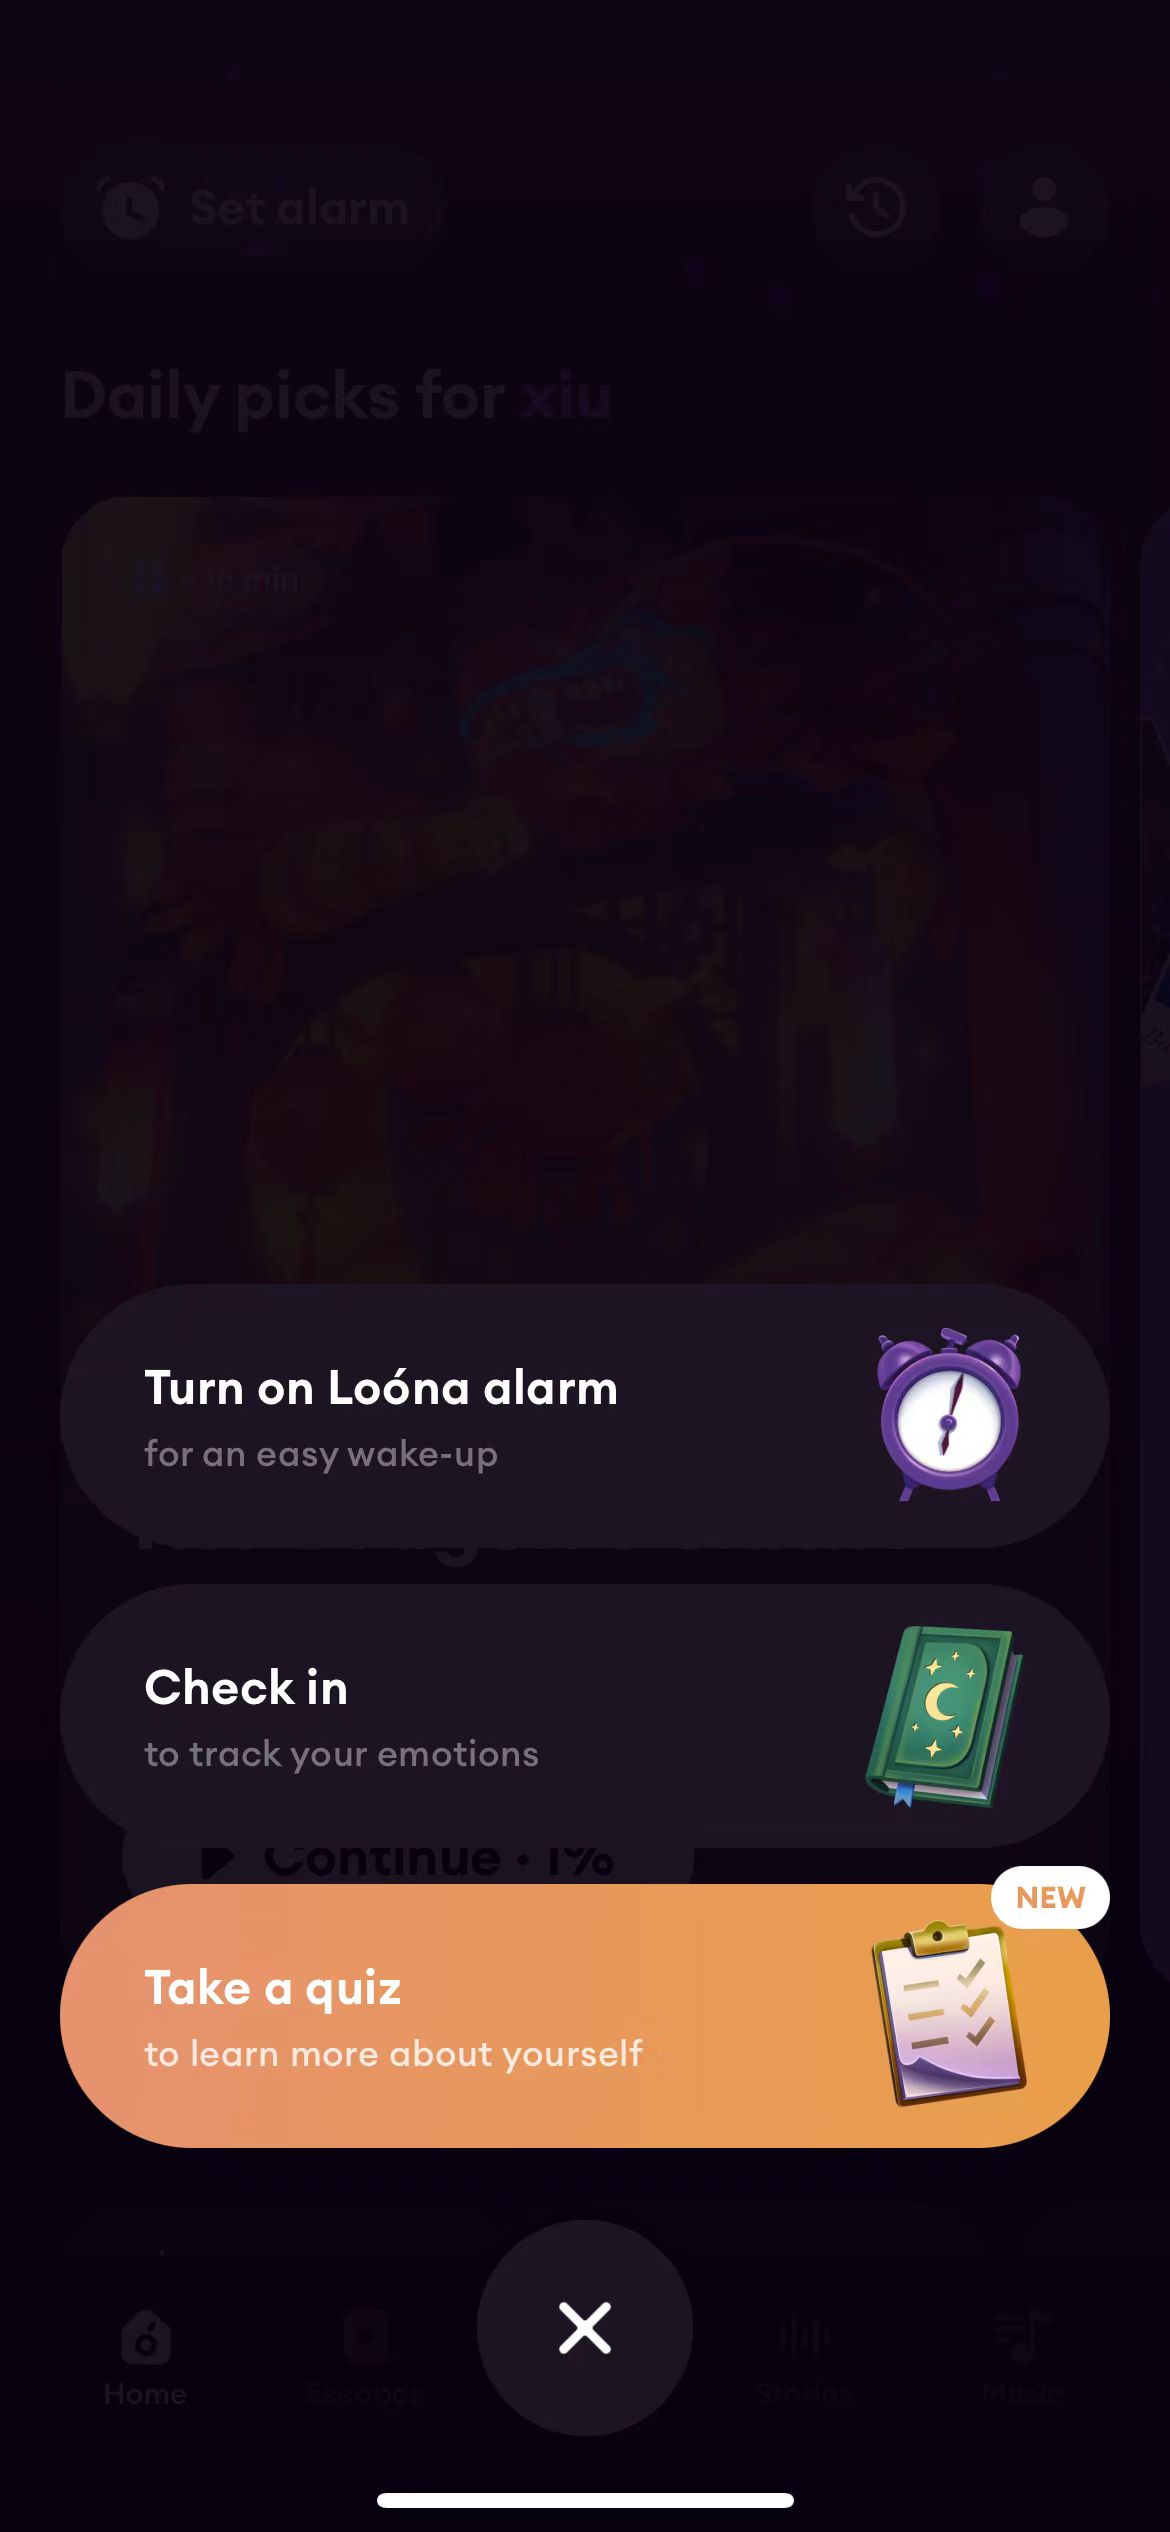 Set alarm
Daily picks for xiu
15 min
Turn on Loóna alarm
for an easy wake-up
Check in
to track your emotions
Continue · 1%
NEW
Take a quiz
to learn more about yourself
Home
Escapes
Stories
Music